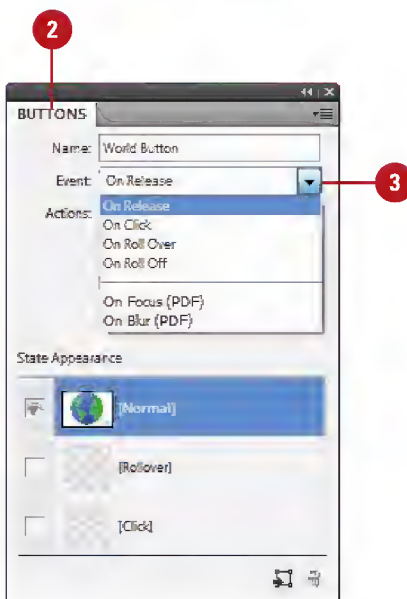 2
BUTTONS
Name: World Button
Event: On Release
3
Actions: On Release
On Click
On Roll Over
On Roll Off
On Focus (PDF)
On Blur (PDF)
State Appearance
[Normal]
[Rollover]
[Click]